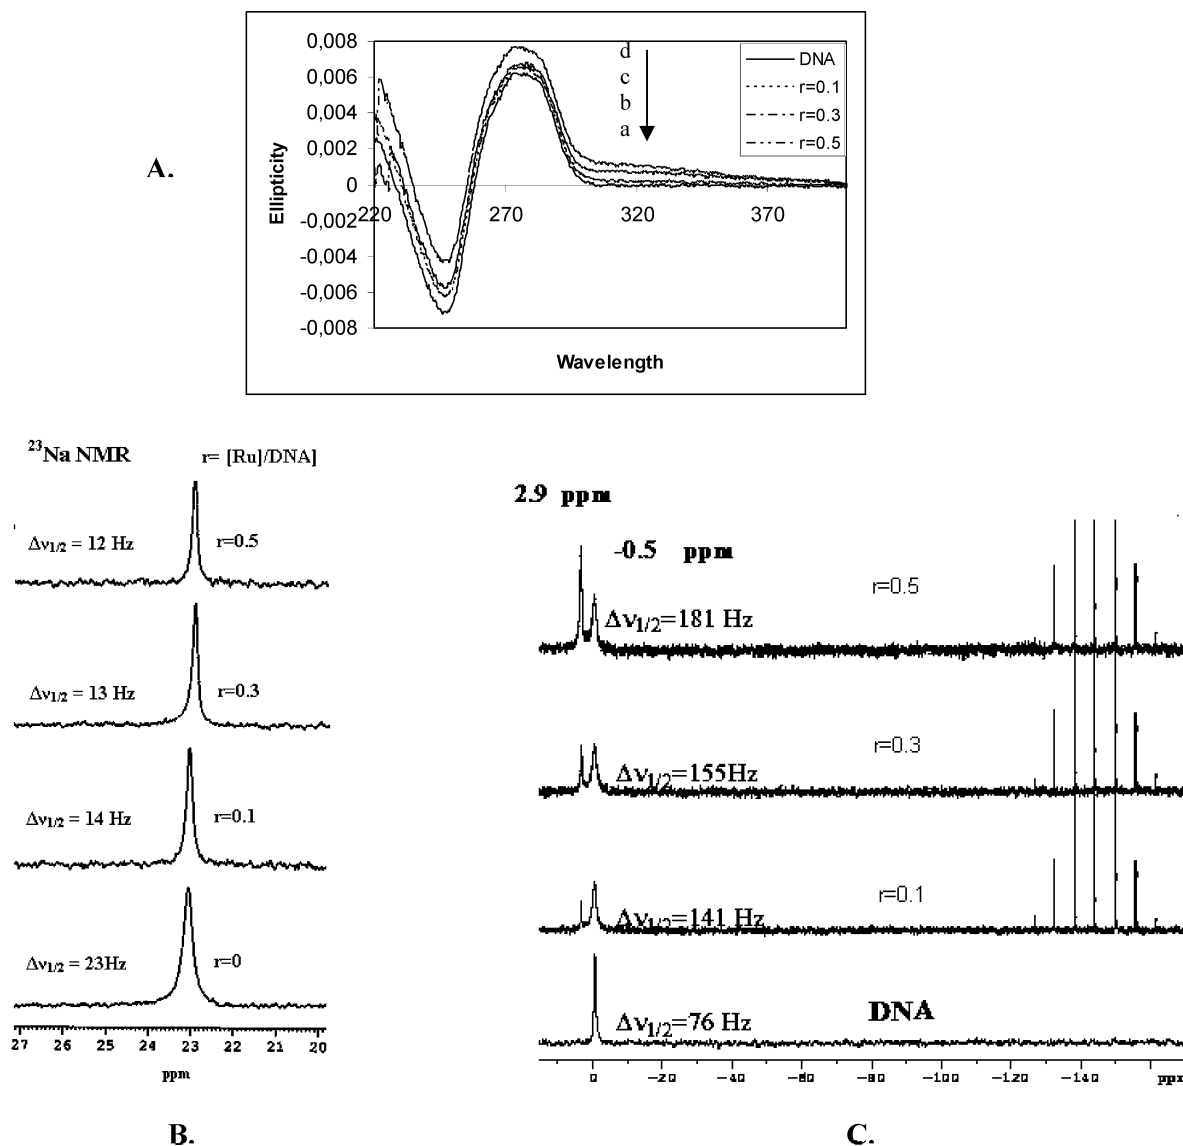 0,008
0,006
0,004
0,002
0
-0,002
-0,004
-0,006
-0,008
Ellipticity
220 270 320 370
Wavelength
d
c
b
a
DNA
r=0.1
r=0.3
r=0.5
A.
²³Na NMR r= [Ru]/DNA]
Δν1/2 = 12 Hz r=0.5
Δν1/2 = 13 Hz r=0.3
Δν1/2 = 14 Hz r=0.1
Δν1/2 = 23Hz r=0
27 26 25 24 23 22 21 20
ppm
B.
2.9 ppm
-0.5 ppm
r=0.5
Δν1/2=181 Hz
r=0.3
Δν1/2=155Hz
r=0.1
Δν1/2=141 Hz
DNA
Δν1/2=76 Hz
0 -20 -40 -60 -80 -100 -120 -140 ppm
C.